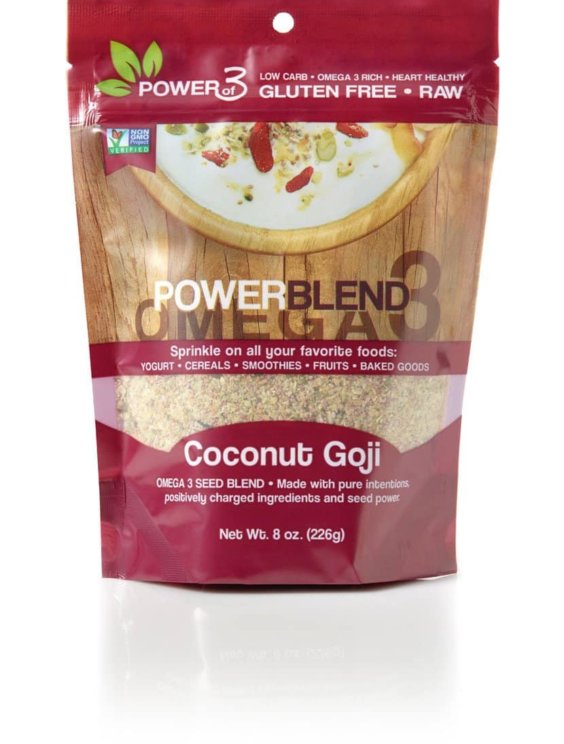 POWER of 3
LOW CARB • OMEGA 3 RICH • HEART HEALTHY
GLUTEN FREE • RAW
NON
GMO
Project
VERIFIED
POWERBLEND
OMEGA 3
Sprinkle on all your favorite foods:
YOGURT • CEREALS • SMOOTHIES • FRUITS • BAKED GOODS
Coconut Goji
OMEGA 3 SEED BLEND • Made with pure intentions,
positively charged ingredients and seed power.
Net Wt. 8 oz. (226g)